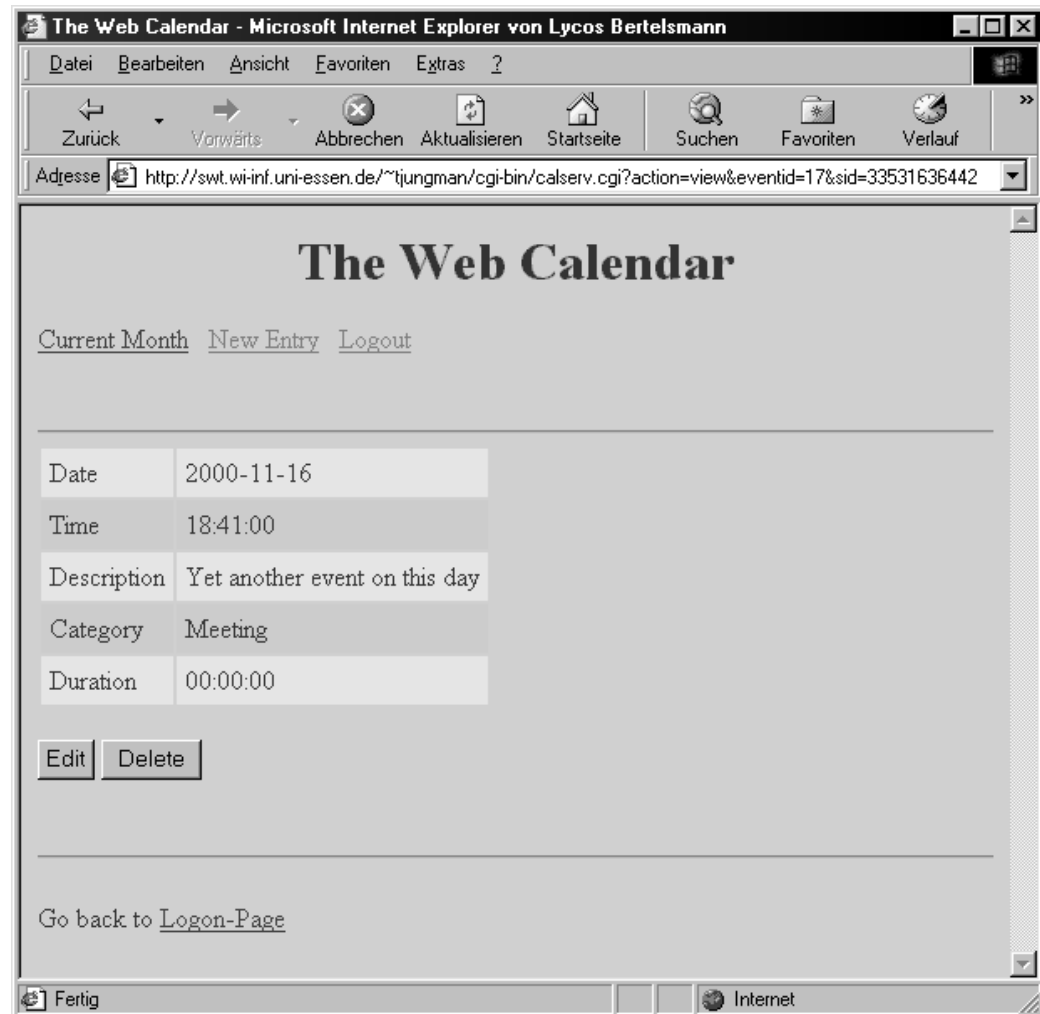 The Web Calendar - Microsoft Internet Explorer von Lycos Bertelsmann
Datei Bearbeiten Ansicht Favoriten Extras ?
Zurück Vorwärts Abbrechen Aktualisieren Startseite Suchen Favoriten Verlauf »
Adresse http://swt.wi-inf.uni-essen.de/~tjungman/cgi-bin/calserv.cgi?action=view&eventid=17&sid=33531636442
The Web Calendar
Current Month New Entry Logout
Date 2000-11-16
Time 18:41:00
Description Yet another event on this day
Category Meeting
Duration 00:00:00
Edit Delete
Go back to Logon-Page
Fertig Internet